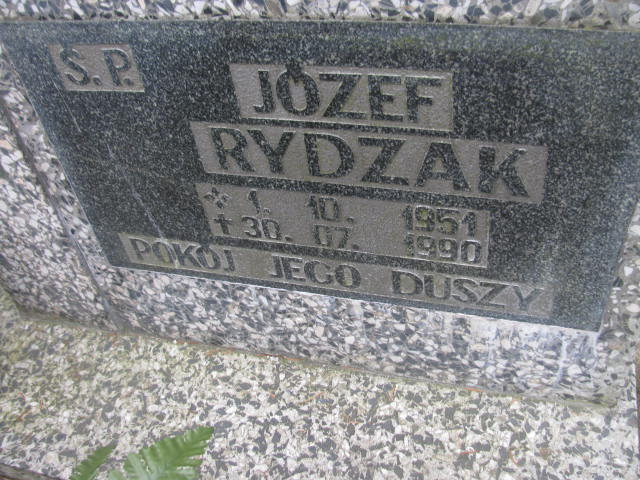 Ś.P.
JÓZEF
RYDZAK
* 1. 10. 1951
† 30. 07. 1990
POKÓJ JEGO DUSZY